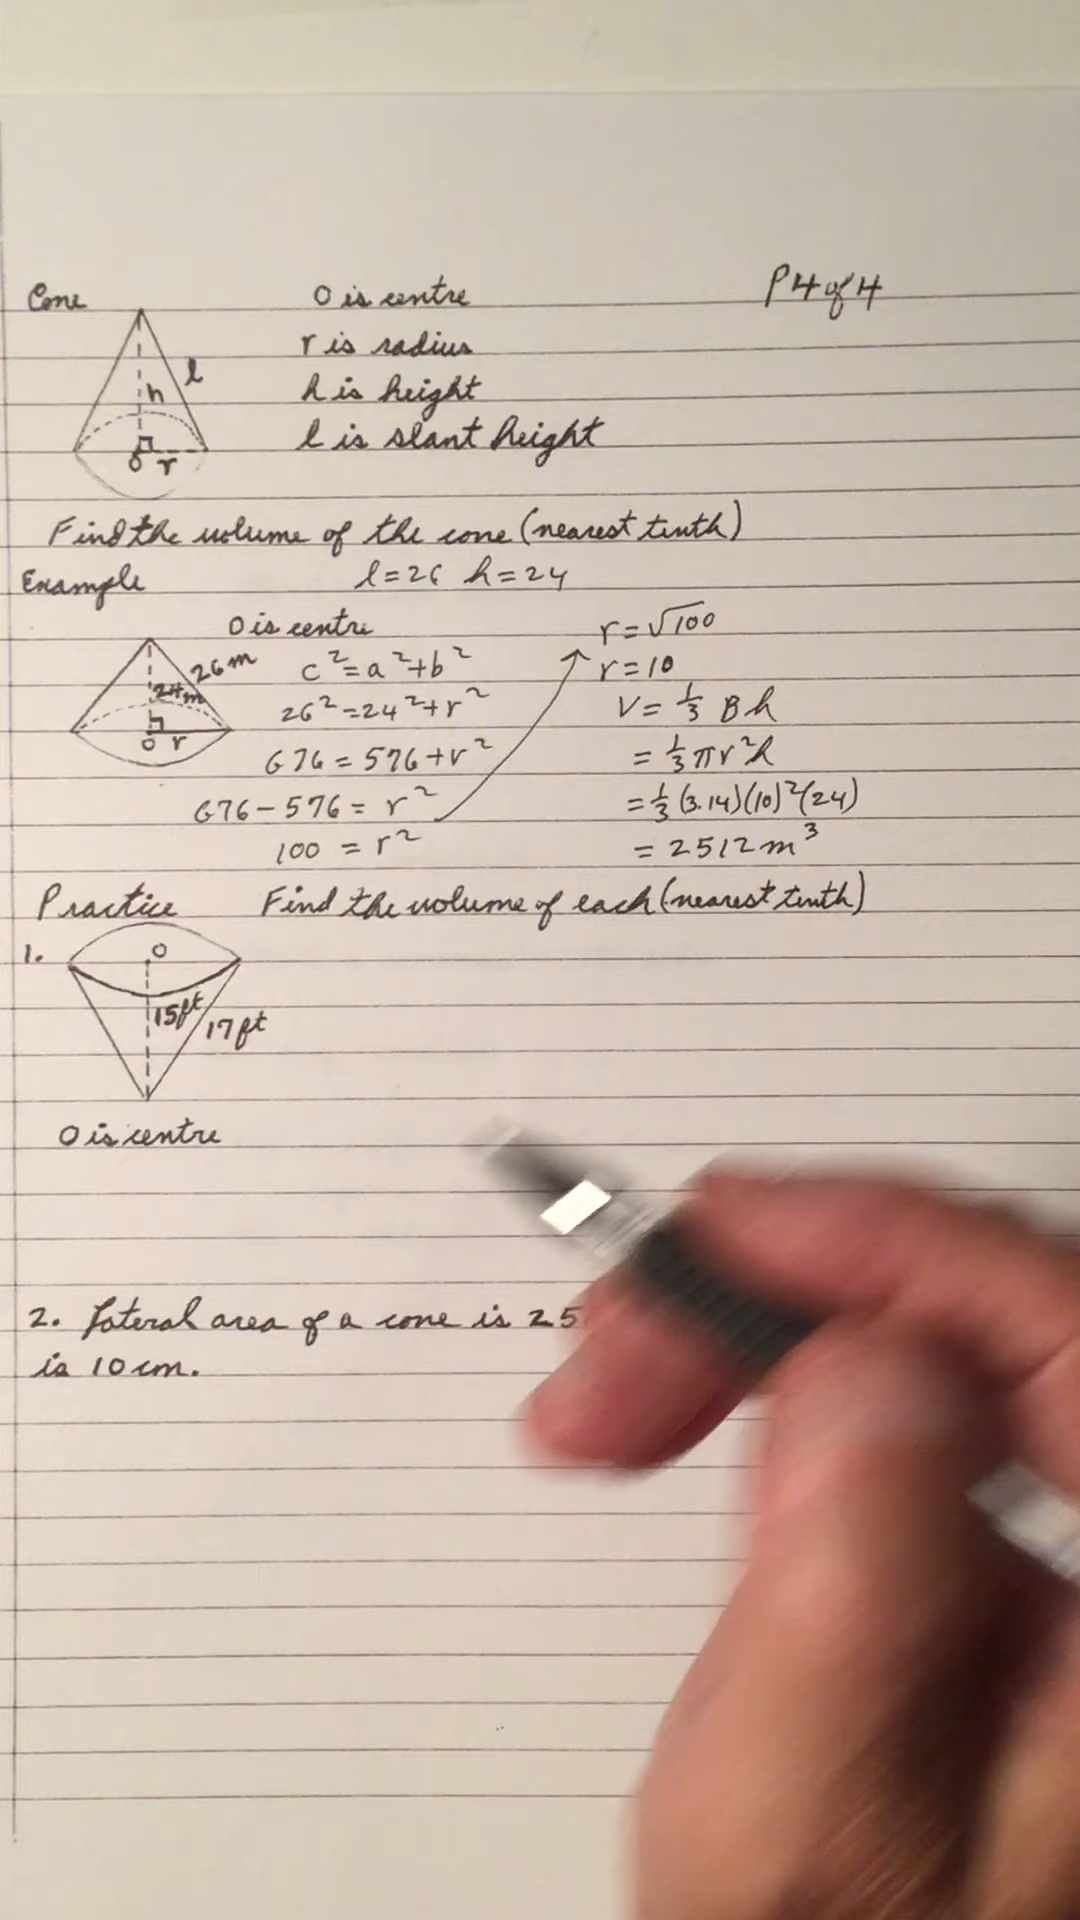 Cone
O is centre
P4 of 4
r is radius
h is height
l is slant height
l
h
O r
Find the volume of the cone (nearest tenth)
Example l=26 h=24
O is centre
26m
24m
O r
c²=a²+b²
26²=24²+r²
676=576+r²
676-576=r²
100=r²
r=√100
r=10
V=1/3 Bh
=1/3πr²h
=1/3(3.14)(10)²(24)
=2512m³
Practice Find the volume of each (nearest tenth)
1.
O
15ft
17ft
O is centre
2. Lateral area of a cone is 25
is 10 cm.